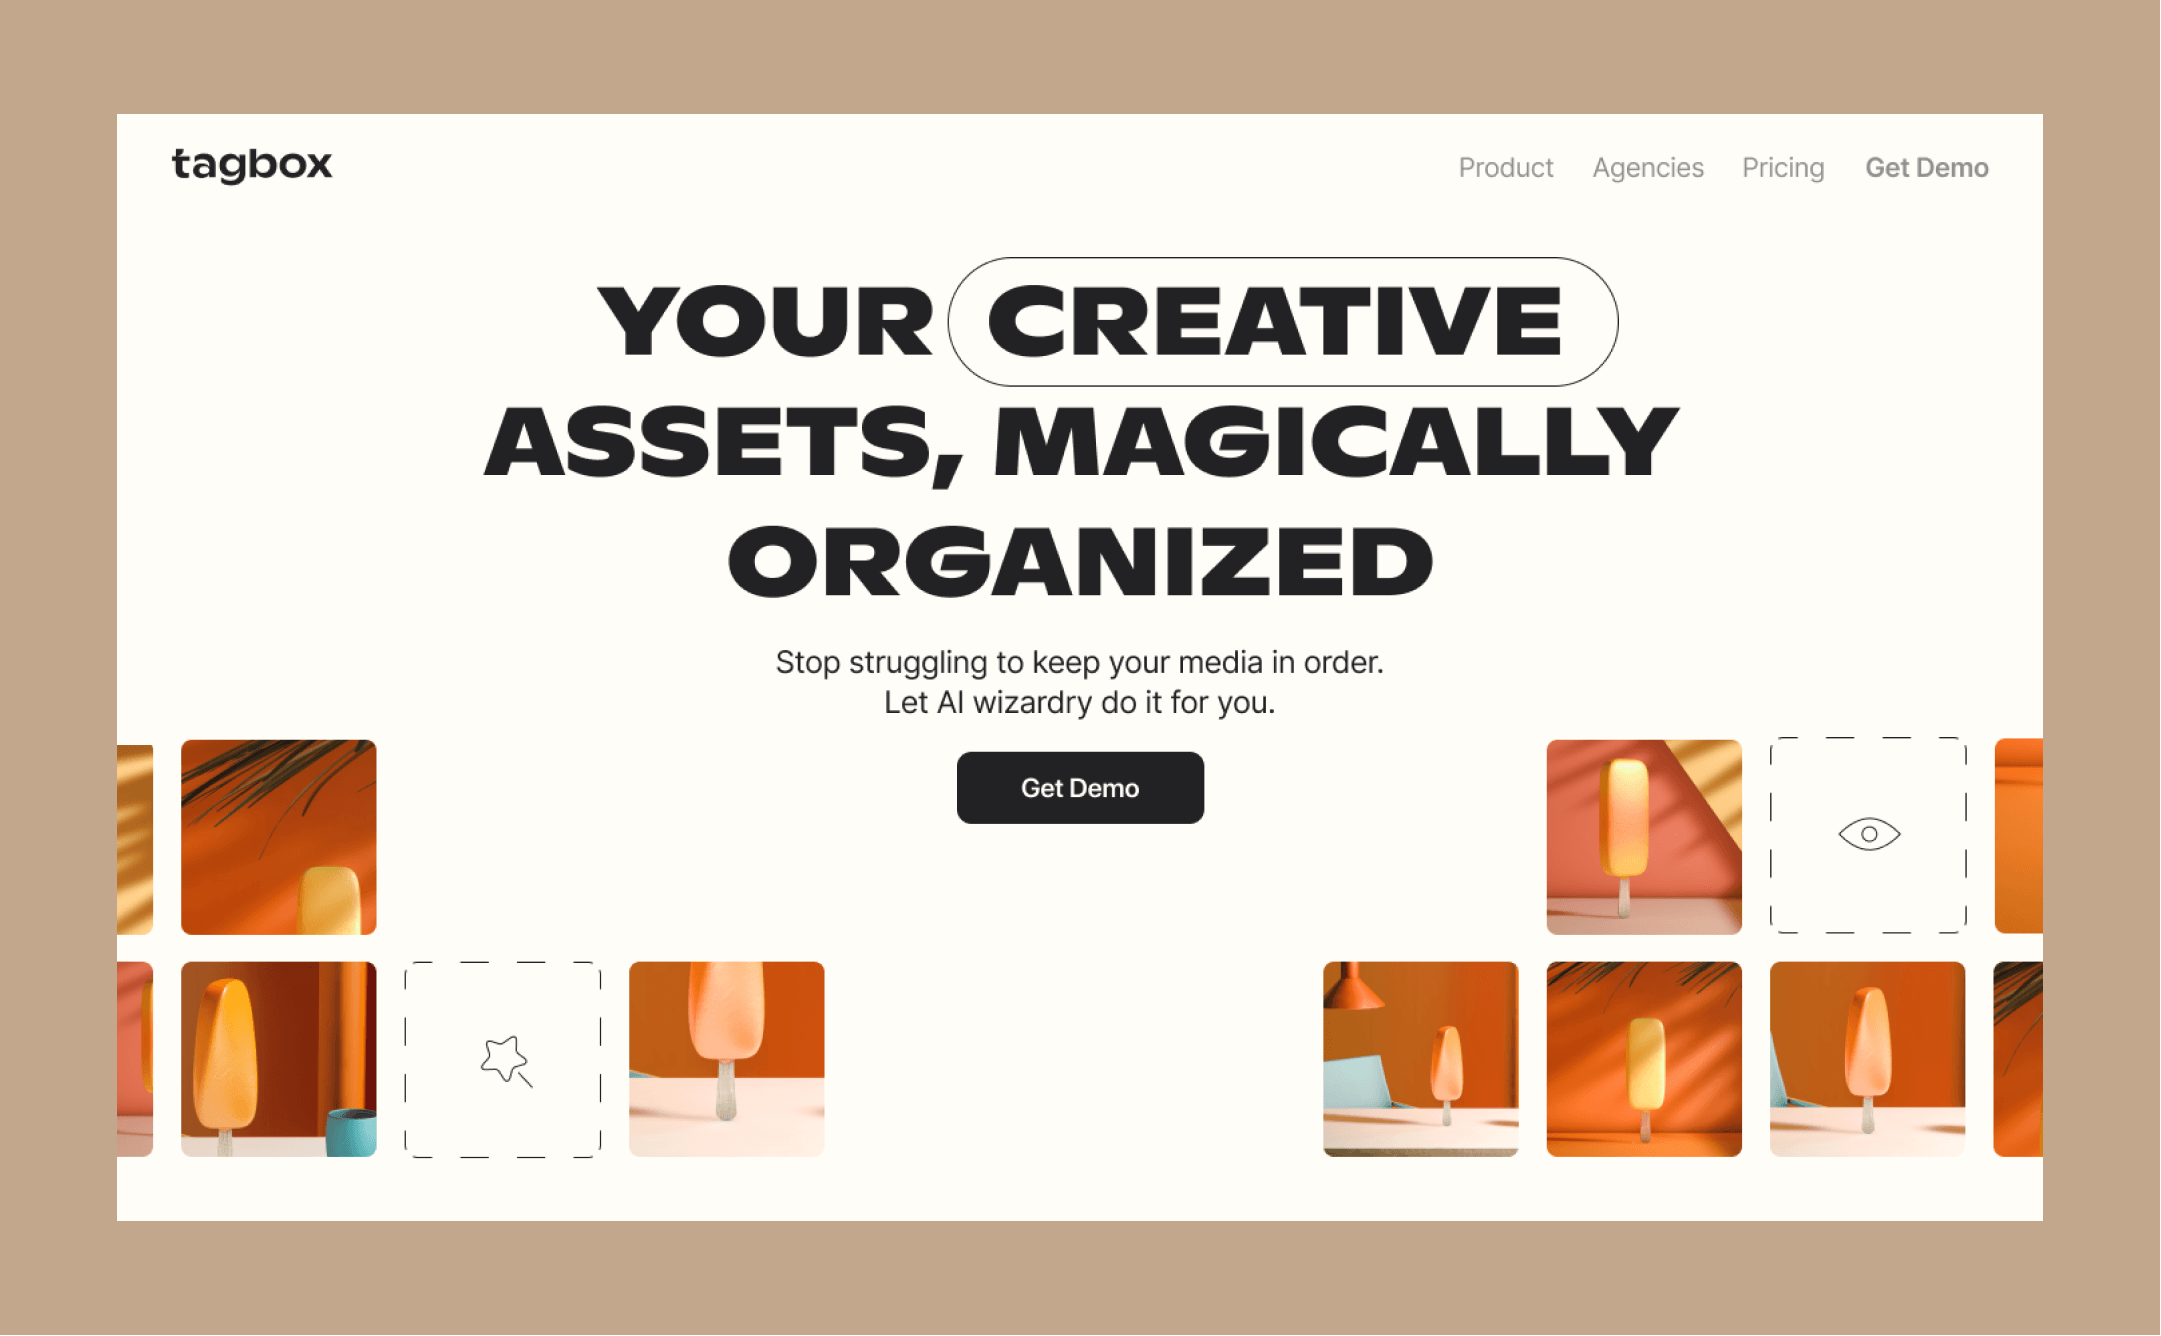 tagbox
Product Agencies Pricing Get Demo
YOUR CREATIVE
ASSETS, MAGICALLY
ORGANIZED
Stop struggling to keep your media in order.
Let AI wizardry do it for you.
Get Demo